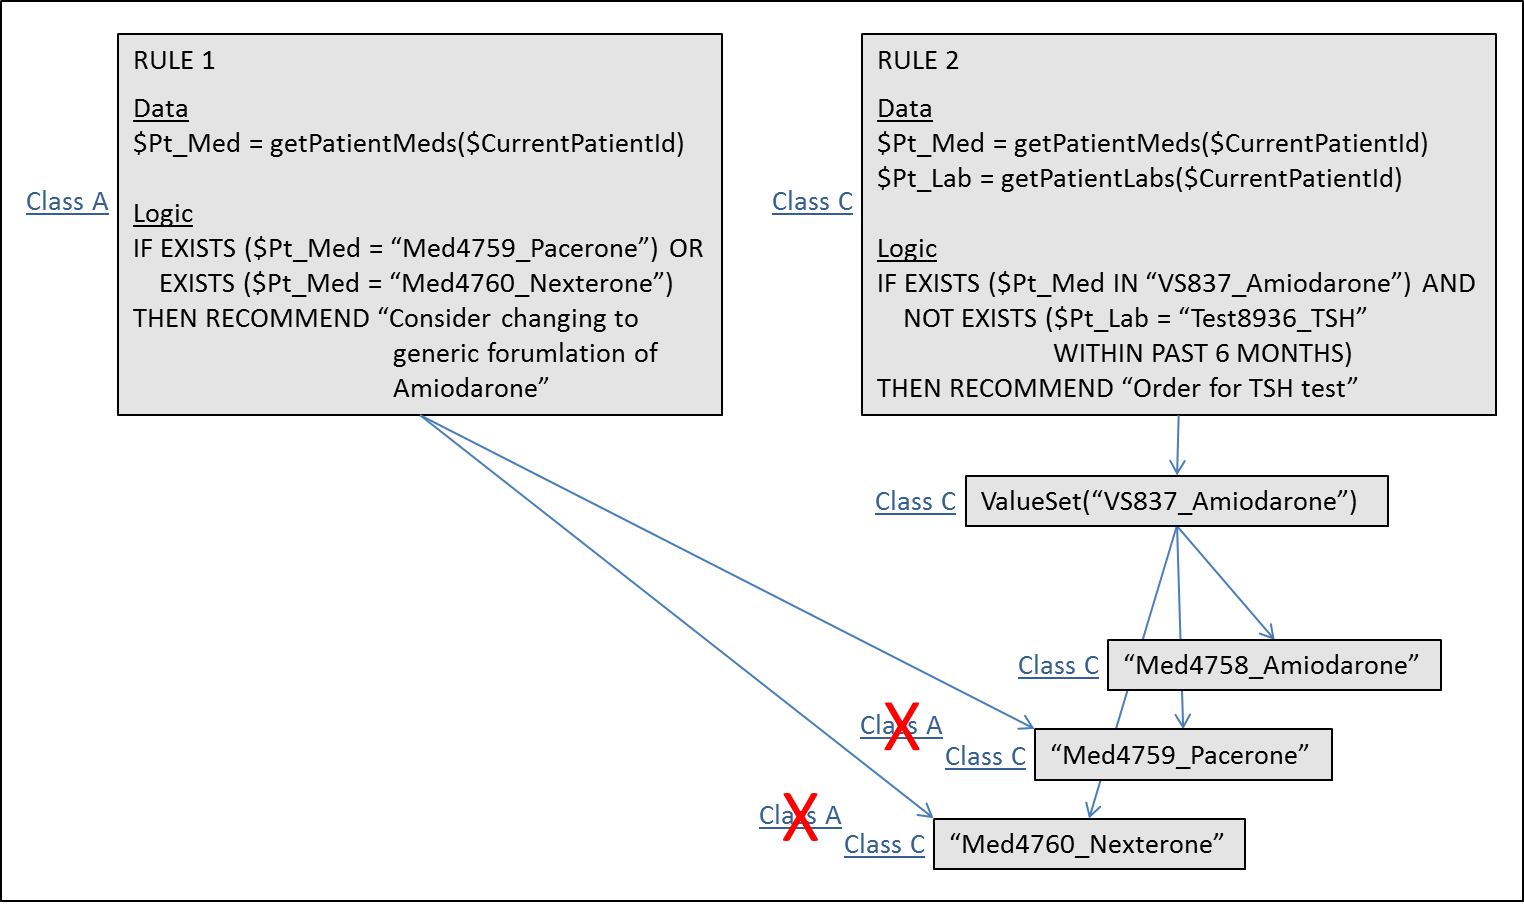 RULE 1
Data
$Pt_Med = getPatientMeds($CurrentPatientId)
Class A
Logic
IF EXISTS ($Pt_Med = “Med4759_Pacerone”) OR
EXISTS ($Pt_Med = “Med4760_Nexterone”)
THEN RECOMMEND “Consider changing to
generic forumlation of
Amiodarone”
RULE 2
Data
$Pt_Med = getPatientMeds($CurrentPatientId)
$Pt_Lab = getPatientLabs($CurrentPatientId)
Class C
Logic
IF EXISTS ($Pt_Med IN “VS837_Amiodarone”) AND
NOT EXISTS ($Pt_Lab = “Test8936_TSH”
WITHIN PAST 6 MONTHS)
THEN RECOMMEND “Order for TSH test”
Class C
ValueSet(“VS837_Amiodarone”)
Class C
“Med4758_Amiodarone”
Class A
X
Class C
“Med4759_Pacerone”
Class A
X
Class C
“Med4760_Nexterone”